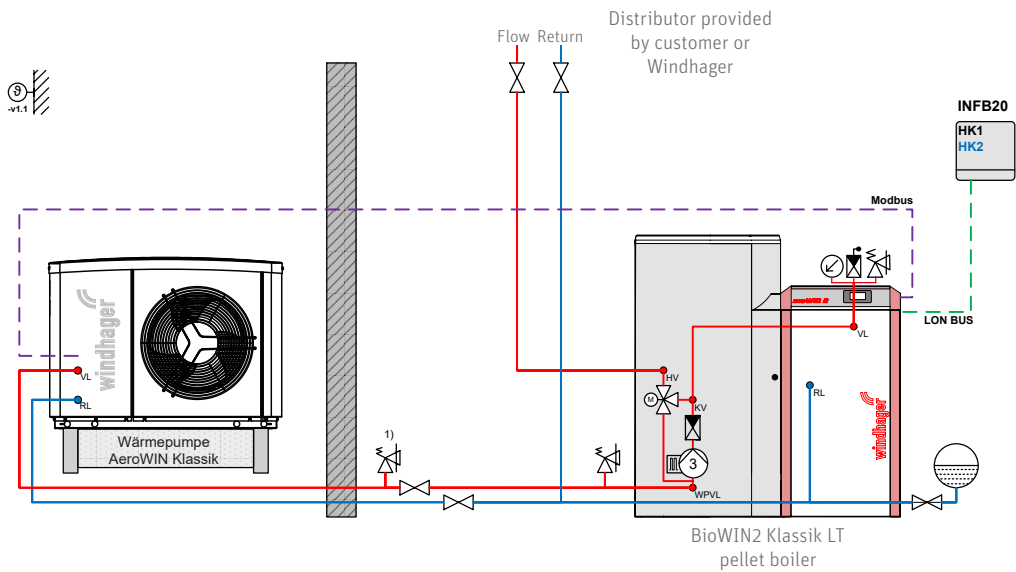 Distributor provided
by customer or
Windhager
Flow Return
ϑ
-v1.1
INFB20
HK1
HK2
Modbus
windhager
VL
RL
Wärmepumpe
AeroWIN Klassik
1)
HV
M
KV
3
WPVL
VL
LON BUS
RL
windhager
BioWIN2 Klassik LT
pellet boiler